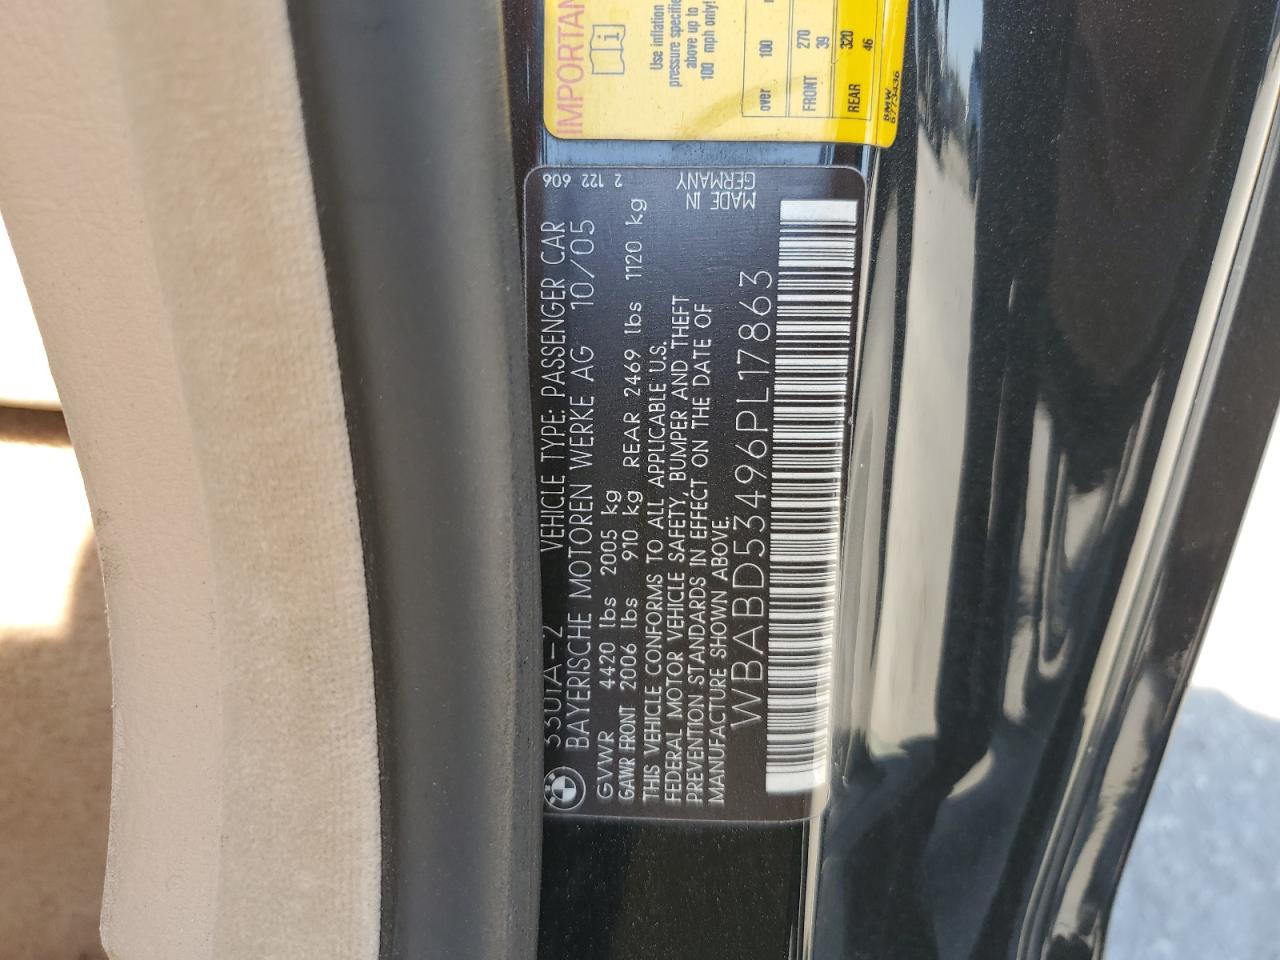 330iA-2 VEHICLE TYPE: PASSENGER CAR 2 122 606
BAYERISCHE MOTOREN WERKE AG 10/05
GVWR 4420 lbs 2005 kg
GAWR FRONT 2006 lbs 910 kg REAR 2469 lbs 1120 kg
THIS VEHICLE CONFORMS TO ALL APPLICABLE U.S.
FEDERAL MOTOR VEHICLE SAFETY, BUMPER AND THEFT
PREVENTION STANDARDS IN EFFECT ON THE DATE OF
MANUFACTURE SHOWN ABOVE.
MADE IN
GERMANY
WBABD53496PL17863
IMPORTAN
i
Use inflation
pressure specifie
above up to
100 mph only!
over 100
FRONT 270
39
REAR 320
46
BMW
6773436